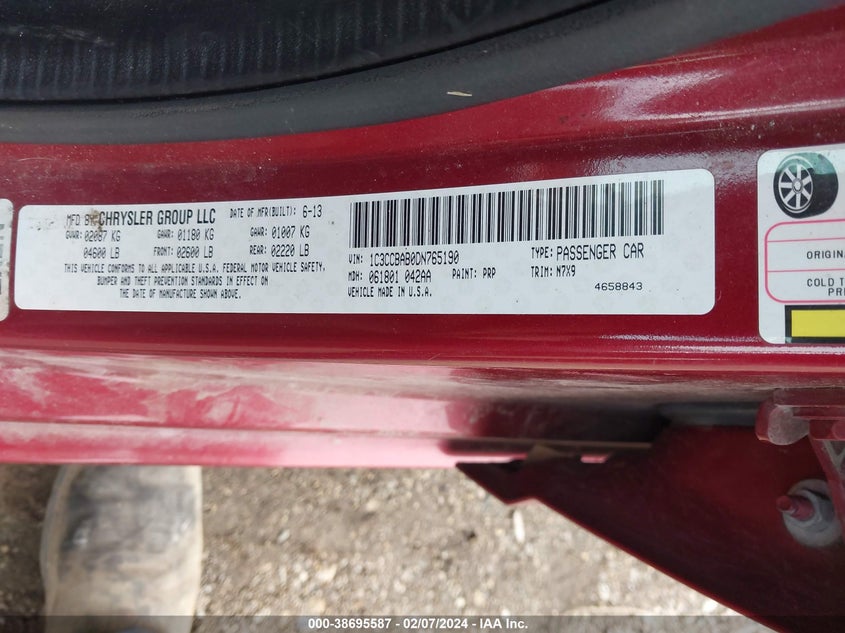 MFD BY CHRYSLER GROUP LLC DATE OF MFR(BUILT): 6-13
GVWR: 02087 KG GAWR: 01180 KG GAWR: 01007 KG
04600 LB FRONT: 02600 LB REAR: 02220 LB
THIS VEHICLE CONFORMS TO ALL APPLICABLE U.S.A. FEDERAL MOTOR VEHICLE SAFETY,
BUMPER AND THEFT PREVENTION STANDARDS IN EFFECT ON
THE DATE OF MANUFACTURE SHOWN ABOVE.
VIN: 1C3CCBAB0DN765190 TYPE: PASSENGER CAR
MDH: 061801 042AA PAINT: PRP TRIM: N7X9
VEHICLE MADE IN U.S.A. 4658843
ORIGIN
COLD T
PR
000-38695587 - 02/07/2024 - IAA Inc.